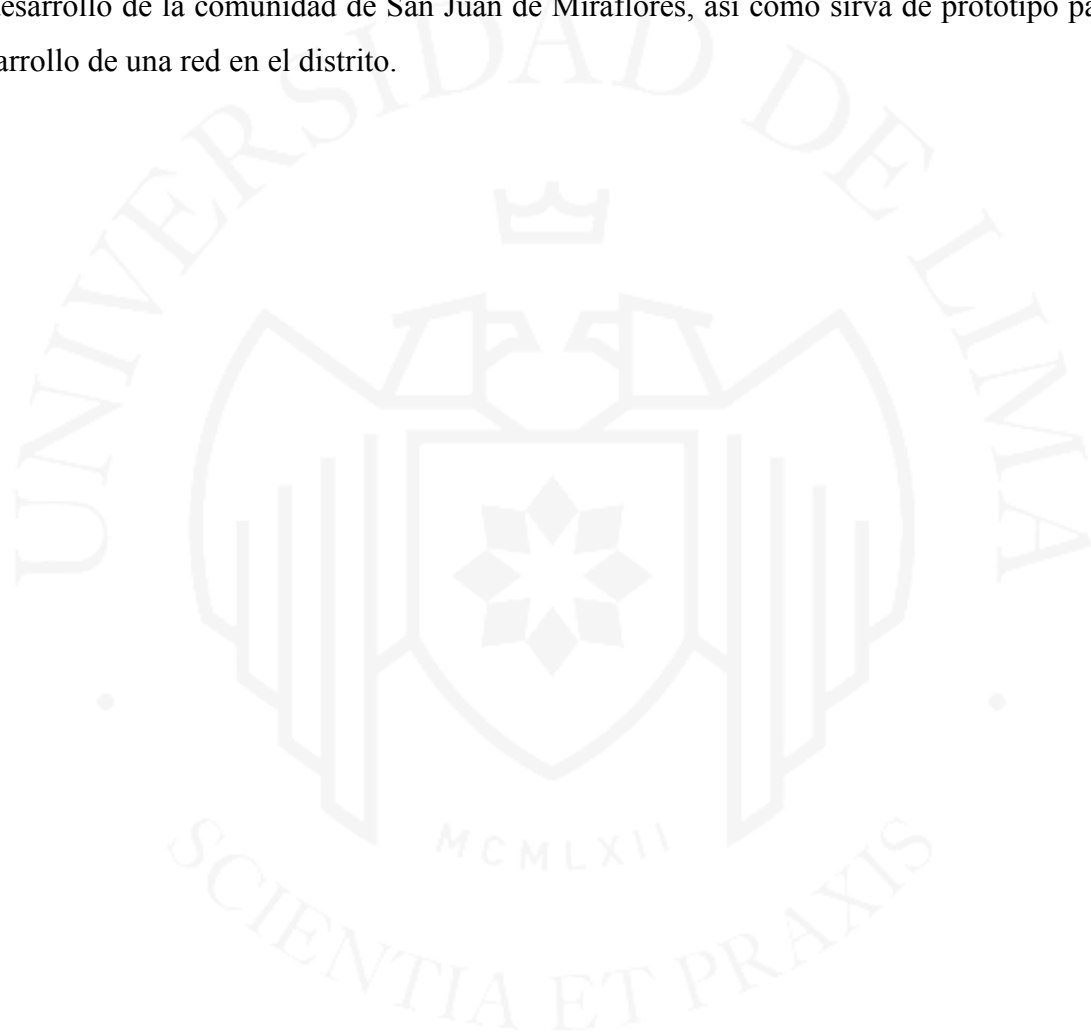 desarrollo de la comunidad de San Juan de Miraflores, así como sirva de prototipo pa
arrollo de una red en el distrito.
UNIVERSIDAD DE LIMA
MCMLXII
SCIENTIA ET PRAXIS